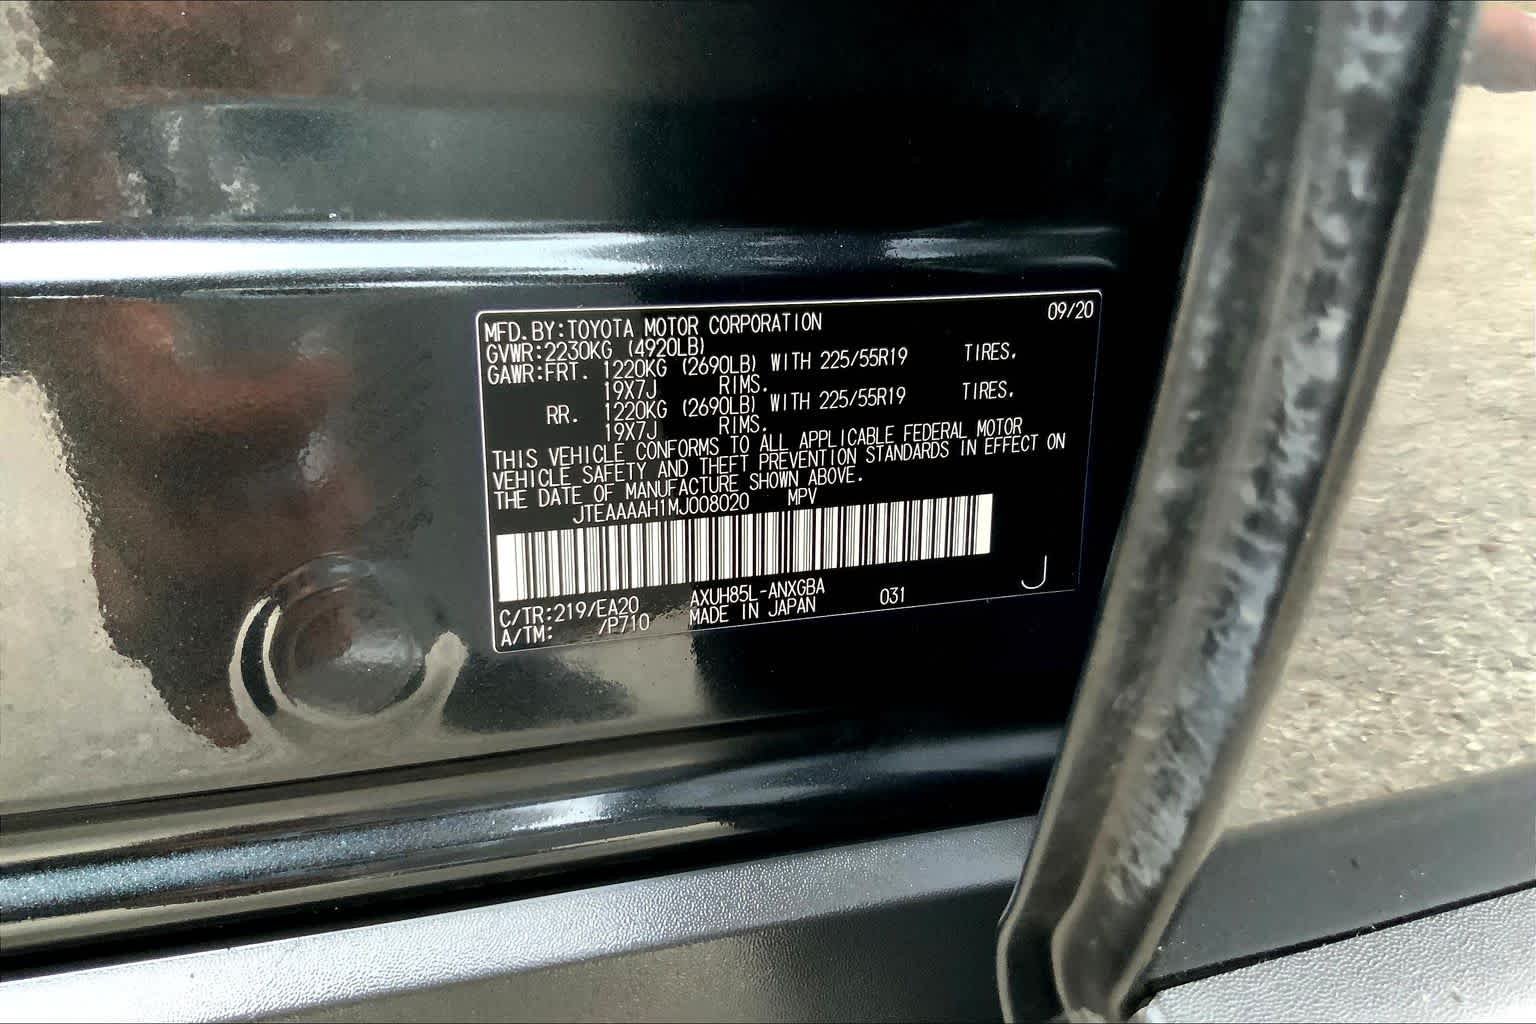 MFD.BY:TOYOTA MOTOR CORPORATION 09/20
GVWR:2230KG (4920LB)
GAWR:FRT. 1220KG (2690LB) WITH 225/55R19 TIRES,
19X7J RIMS.
RR. 1220KG (2690LB) WITH 225/55R19 TIRES,
19X7J RIMS.
THIS VEHICLE CONFORMS TO ALL APPLICABLE FEDERAL MOTOR
VEHICLE SAFETY AND THEFT PREVENTION STANDARDS IN EFFECT ON
THE DATE OF MANUFACTURE SHOWN ABOVE.
JTEAAAAH1MJ008020 MPV
C/TR:219/EA20 AXUH85L-ANXGBA 031 J
A/TM: /P710 MADE IN JAPAN